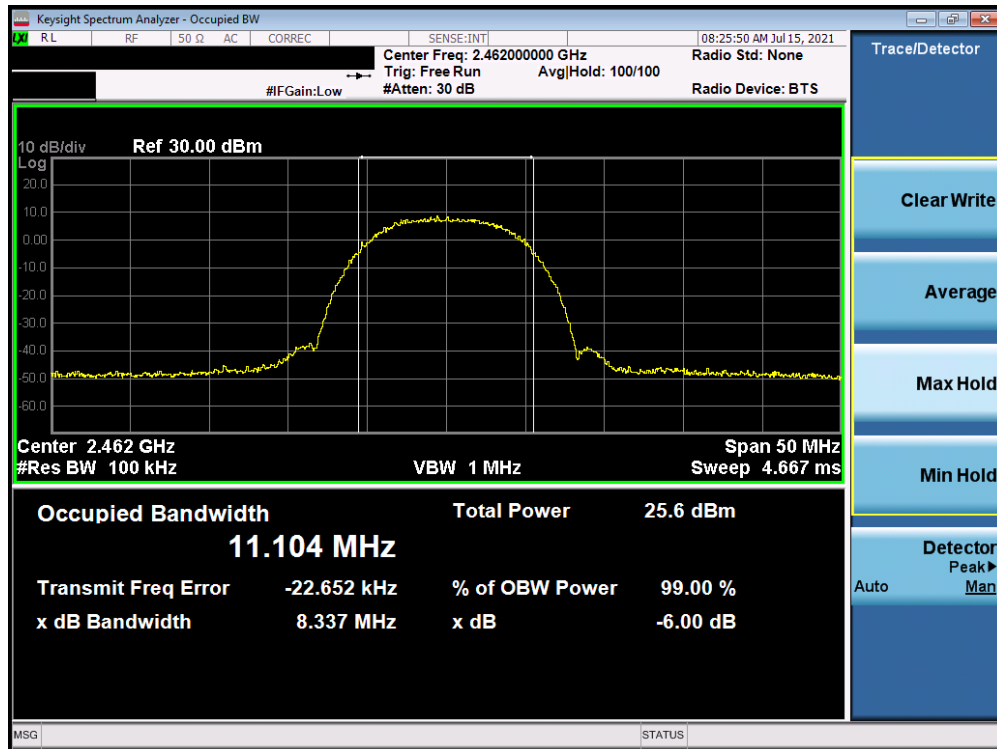 Keysight Spectrum Analyzer - Occupied BW
LXI RL RF 50 Ω AC CORREC SENSE:INT 08:25:50 AM Jul 15, 2021
Center Freq: 2.462000000 GHz Radio Std: None
Trig: Free Run Avg|Hold: 100/100
#IFGain:Low #Atten: 30 dB Radio Device: BTS
10 dB/div Ref 30.00 dBm
Log
20.0
10.0
0.00
-10.0
-20.0
-30.0
-40.0
-50.0
-60.0
Center 2.462 GHz Span 50 MHz
#Res BW 100 kHz VBW 1 MHz Sweep 4.667 ms
Occupied Bandwidth Total Power 25.6 dBm
11.104 MHz
Transmit Freq Error -22.652 kHz % of OBW Power 99.00 %
x dB Bandwidth 8.337 MHz x dB -6.00 dB
MSG STATUS
Trace/Detector
Clear Write
Average
Max Hold
Min Hold
Detector
Peak▶
Auto Man